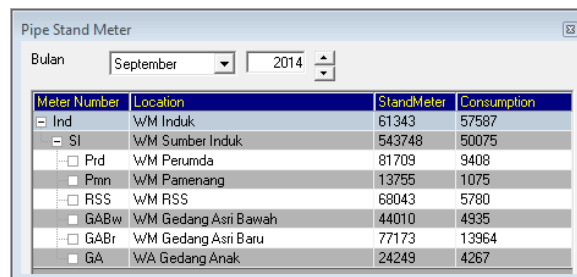 Pipe Stand Meter
Bulan September 2014
Meter Number Location StandMeter Consumption
Ind WM Induk 61343 57587
SI WM Sumber Induk 543748 50075
Prd WM Perumda 81709 9408
Pmn WM Pamenang 13755 1075
RSS WM RSS 68043 5780
GABw WM Gedang Asri Bawah 44010 4935
GABr WM Gedang Asri Baru 77173 13964
GA WA Gedang Anak 24249 4267